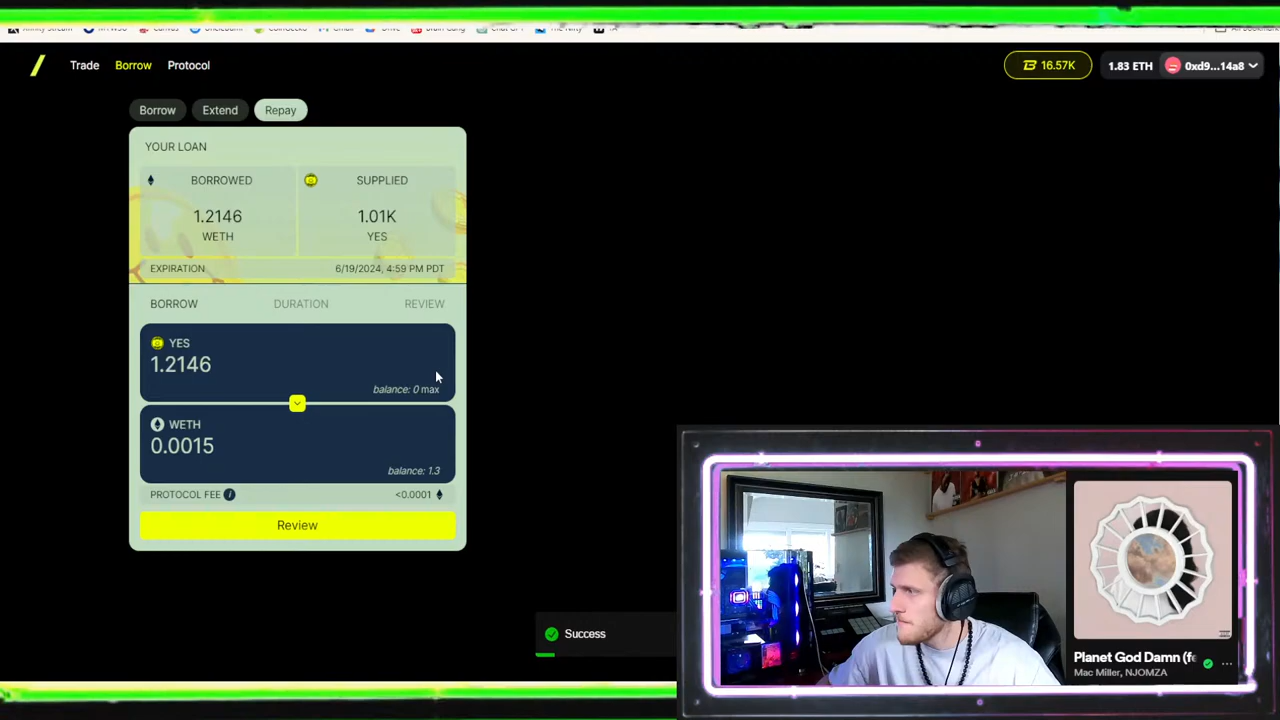 Trade Borrow Protocol
16.57K
1.83 ETH 0xd9...14a8
Borrow Extend Repay
YOUR LOAN
BORROWED SUPPLIED
1.2146 1.01K
WETH YES
EXPIRATION 6/19/2024, 4:59 PM PDT
BORROW DURATION REVIEW
YES
1.2146
balance: 0 max
WETH
0.0015
balance: 1.3
PROTOCOL FEE i <0.0001
Review
Success
Planet God Damn (fe
Mac Miller, NJOMZA